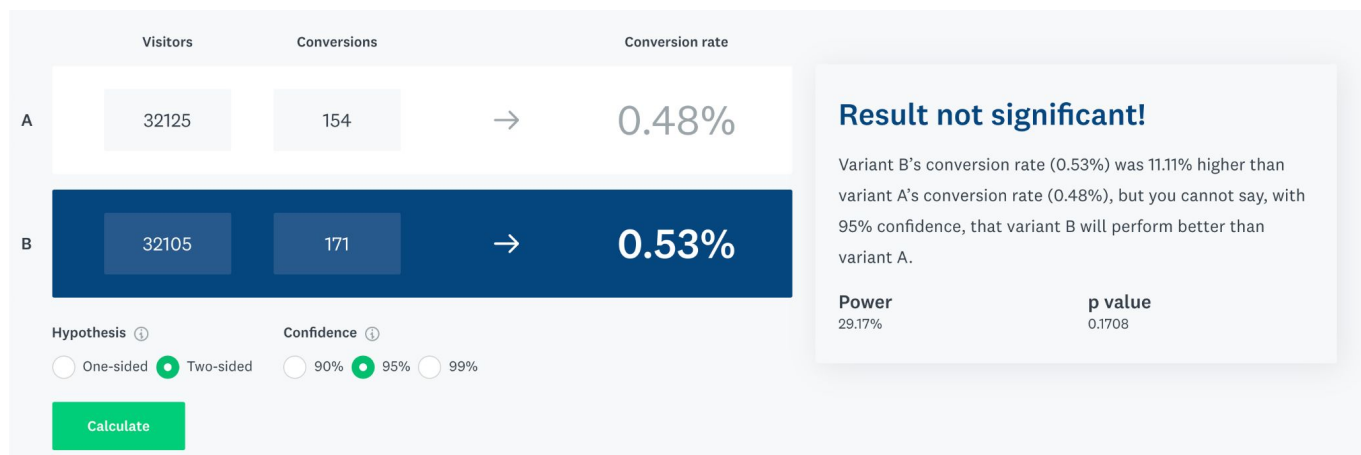 Visitors Conversions Conversion rate
A 32125 154 → 0.48%
B 32105 171 → 0.53%
Hypothesis Confidence
One-sided Two-sided 90% 95% 99%
Calculate
Result not significant!
Variant B’s conversion rate (0.53%) was 11.11% higher than
variant A’s conversion rate (0.48%), but you cannot say, with
95% confidence, that variant B will perform better than
variant A.
Power p value
29.17% 0.1708